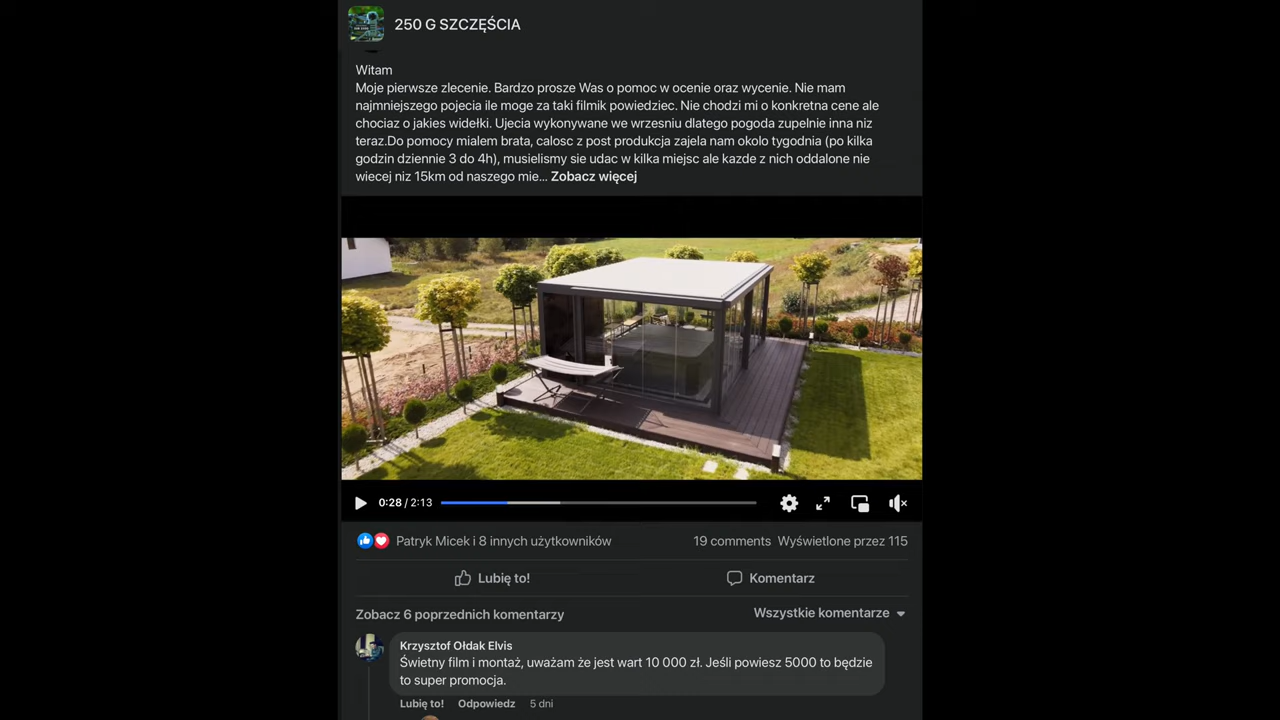 250 G SZCZĘŚCIA
Witam
Moje pierwsze zlecenie. Bardzo prosze Was o pomoc w ocenie oraz wycenie. Nie mam
najmniejszego pojecia ile moge za taki filmik powiedziec. Nie chodzi mi o konkretna cene ale
chociaz o jakies widełki. Ujecia wykonywane we wrzesniu dlatego pogoda zupelnie inna niz
teraz.Do pomocy mialem brata, calosc z post produkcja zajela nam okolo tygodnia (po kilka
godzin dziennie 3 do 4h), musielismy sie udac w kilka miejsc ale kazde z nich oddalone nie
wiecej niz 15km od naszego mie... Zobacz więcej
0:28 / 2:13
Patryk Micek i 8 innych użytkowników 19 comments Wyświetlone przez 115
Lubię to! Komentarz
Zobacz 6 poprzednich komentarzy Wszystkie komentarze
Krzysztof Ołdak Elvis
Świetny film i montaż, uważam że jest wart 10 000 zł. Jeśli powiesz 5000 to będzie
to super promocja.
Lubię to! Odpowiedz 5 dni